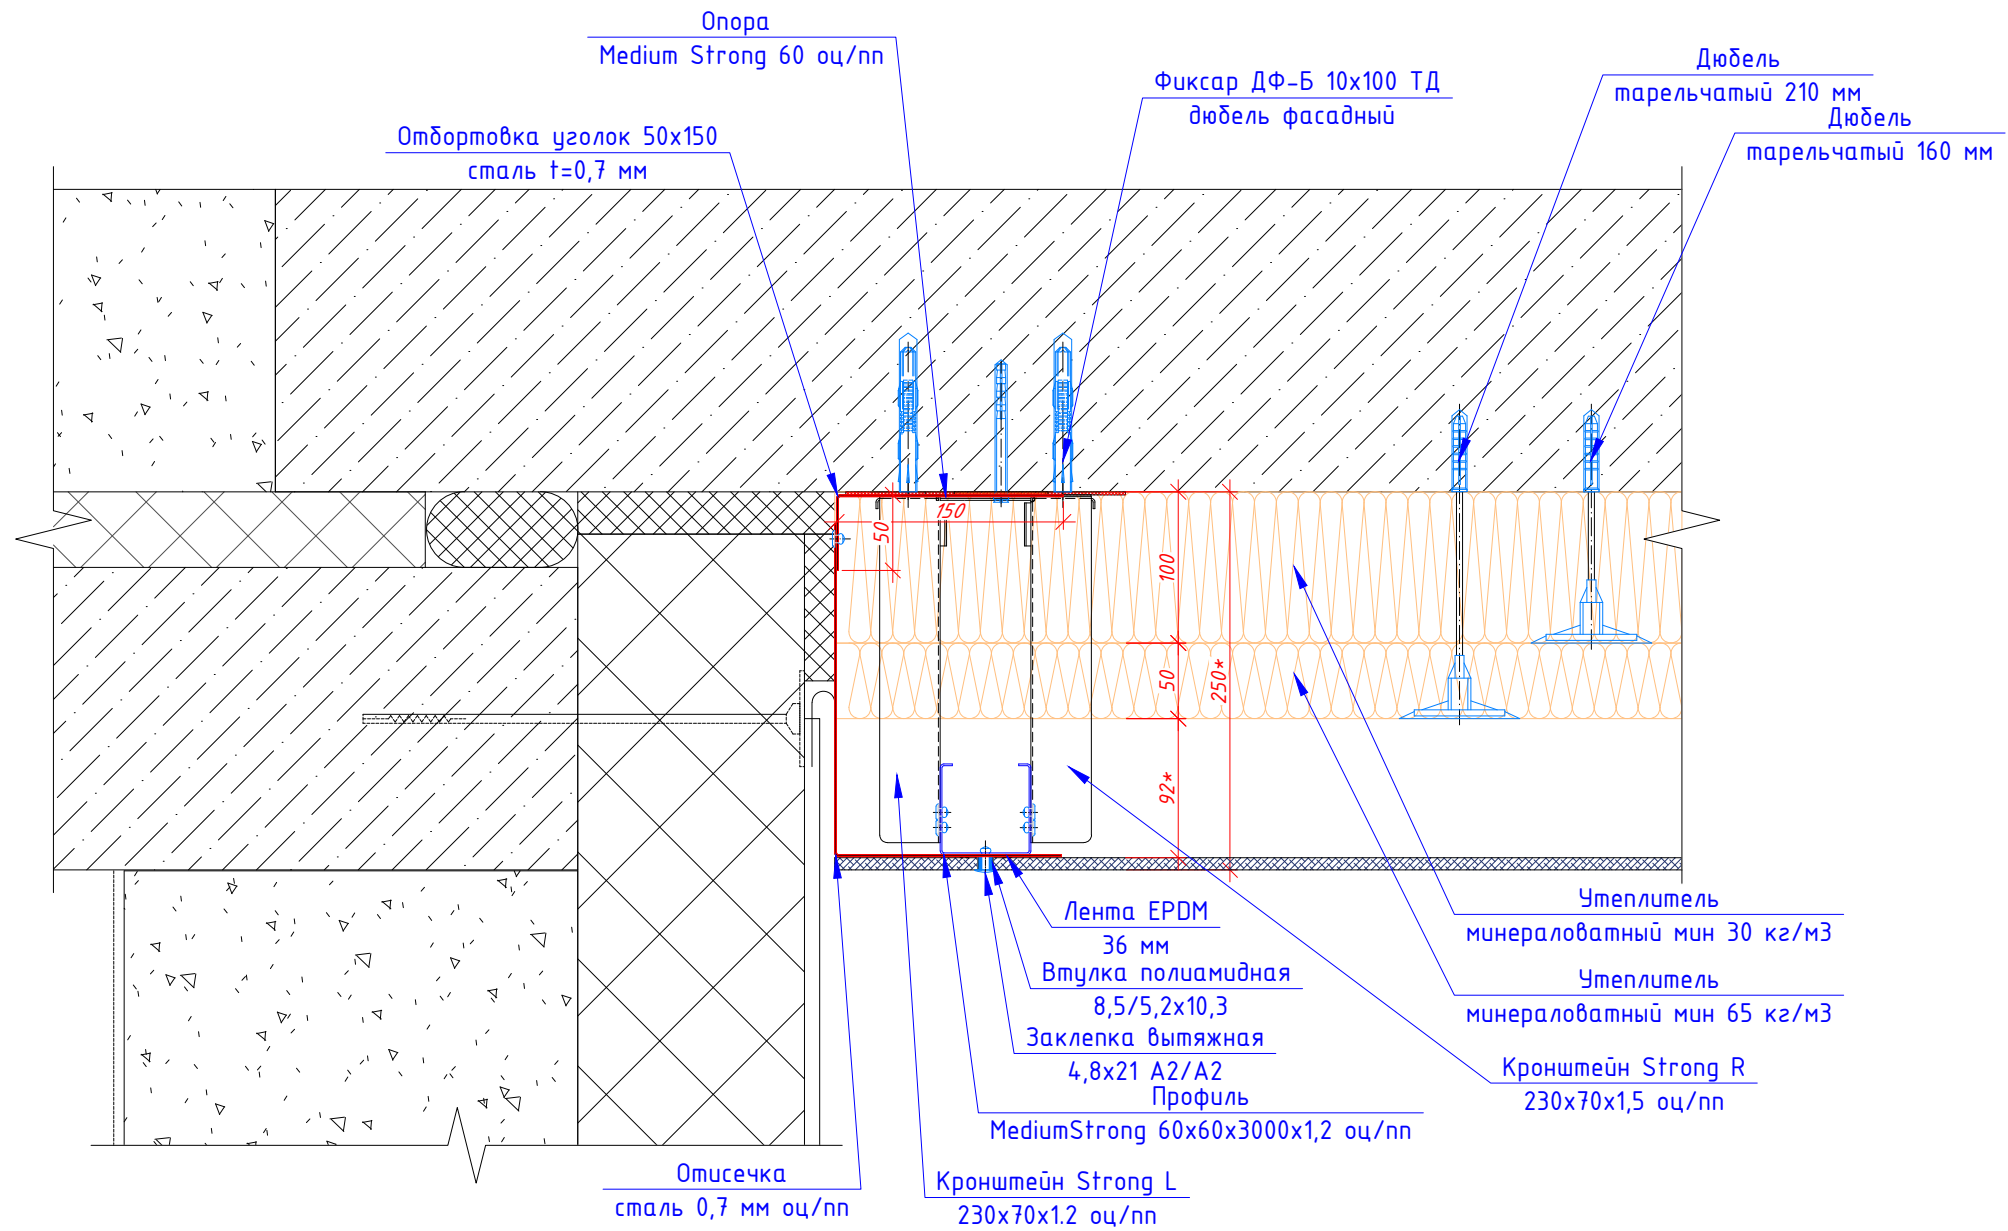 Опора
Medium Strong 60 оц/пп
Фиксар ДФ-Б 10х100 ТД
дюбель фасадный
Дюбель
тарельчатый 210 мм
Дюбель
тарельчатый 160 мм
Отбортовка уголок 50х150
сталь t=0,7 мм
150
50
100
50
250*
92*
Лента EPDM
36 мм
Втулка полиамидная
8,5/5,2х10,3
Заклепка вытяжная
4,8х21 А2/А2
Профиль
MediumStrong 60х60х3000х1,2 оц/пп
Утеплитель
минераловатный мин 30 кг/м3
Утеплитель
минераловатный мин 65 кг/м3
Кронштейн Strong R
230х70х1,5 оц/пп
Отисечка
сталь 0,7 мм оц/пп
Кронштейн Strong L
230х70х1.2 оц/пп